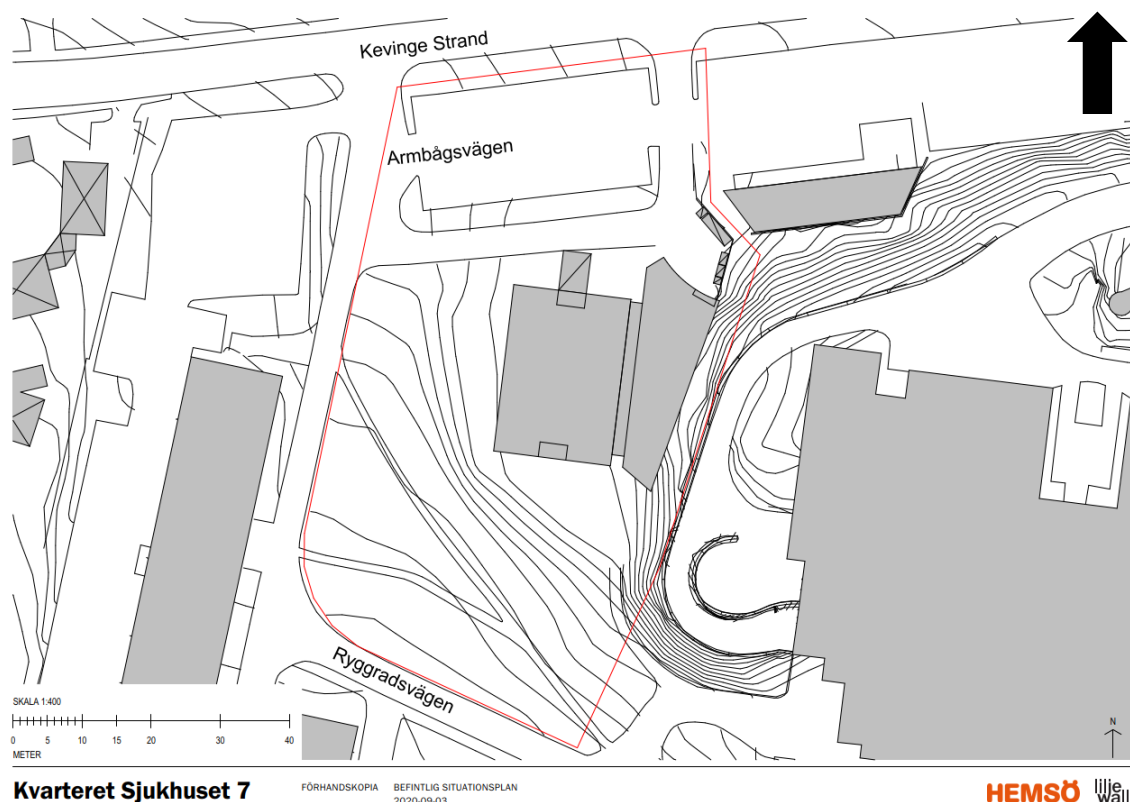 Kevinge Strand
Armbågsvägen
Ryggradsvägen
SKALA 1:400
0 5 10 15 20 30 40
METER
N
Kvarteret Sjukhuset 7
FÖRHANDSKOPIA BEFINTLIG SITUATIONSPLAN
2020-09-03
HEMSÖ
lilje
wall